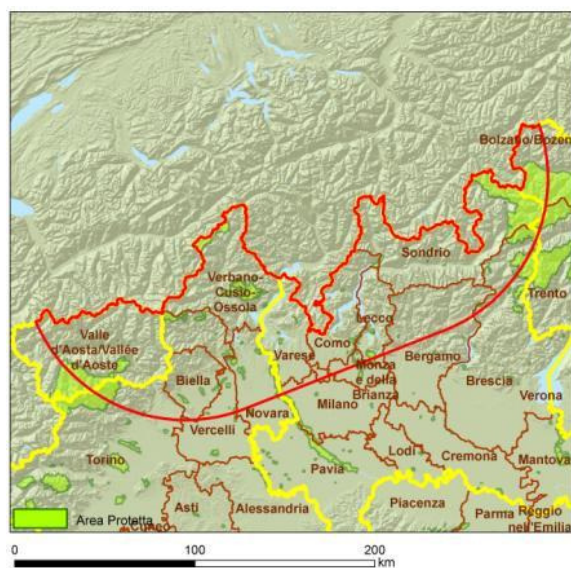 Bolzano/Bozen
Sondrio
Verbano-
Cusio-
Ossola
Trento
Valle
d'Aosta/Vallée
d'Aoste
Lecco
Como
Varese
Bergamo
Biella
Monza
e della
Brianza
Brescia
Verona
Novara
Milano
Vercelli
Torino
Lodi
Cremona
Mantova
Pavia
Asti
Alessandria
Piacenza
Parma
Reggio
nell'Emilia
Cuneo
Area Protetta
0 100 200
km